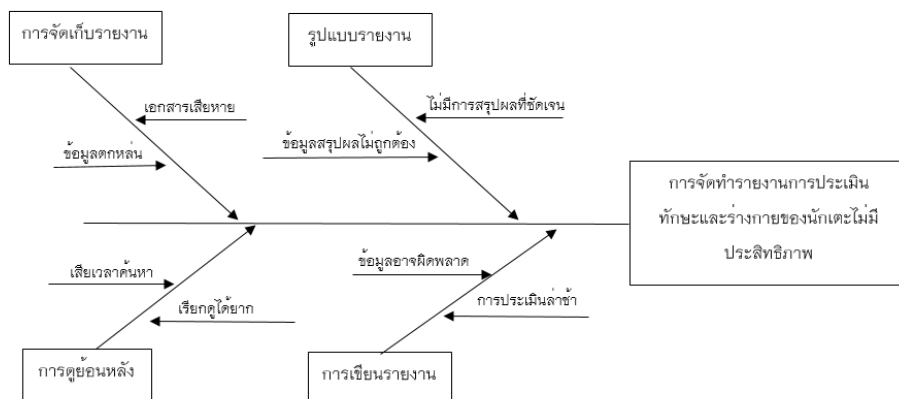 การจัดเก็บรายงาน
รูปแบบรายงาน
เอกสารเสียหาย
ข้อมูลตกหล่น
ไม่มีการสรุปผลที่ชัดเจน
ข้อมูลสรุปผลไม่ถูกต้อง
การจัดทำรายงานการประเมิน
ทักษะและร่างกายของนักเตะไม่มี
ประสิทธิภาพ
เสียเวลาค้นหา
เรียกดูได้ยาก
ข้อมูลอาจผิดพลาด
การประเมินล่าช้า
การดูย้อนหลัง
การเขียนรายงาน